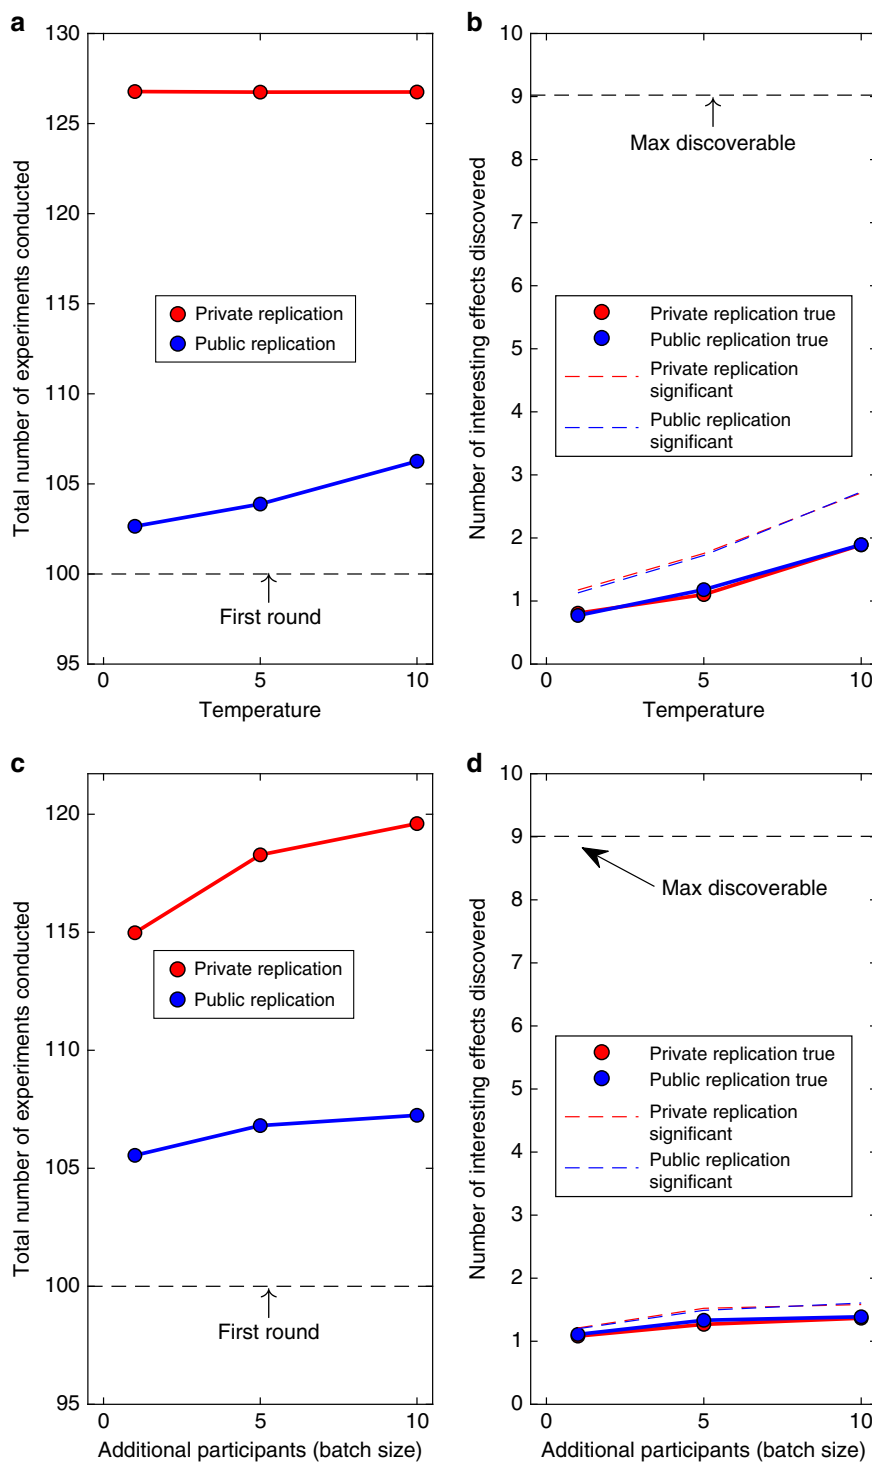 a
130
125
120
115
110
105
100
95
Total number of experiments conducted
Private replication
Public replication
First round
0
5
10
Temperature
b
10
9
8
7
6
5
4
3
2
1
0
Number of interesting effects discovered
Max discoverable
Private replication true
Public replication true
Private replication
significant
Public replication
significant
0
5
10
Temperature
c
120
115
110
105
100
95
Total number of experiments conducted
Private replication
Public replication
First round
0
5
10
Additional participants (batch size)
d
10
9
8
7
6
5
4
3
2
1
0
Number of interesting effects discovered
Max discoverable
Private replication true
Public replication true
Private replication
significant
Public replication
significant
0
5
10
Additional participants (batch size)